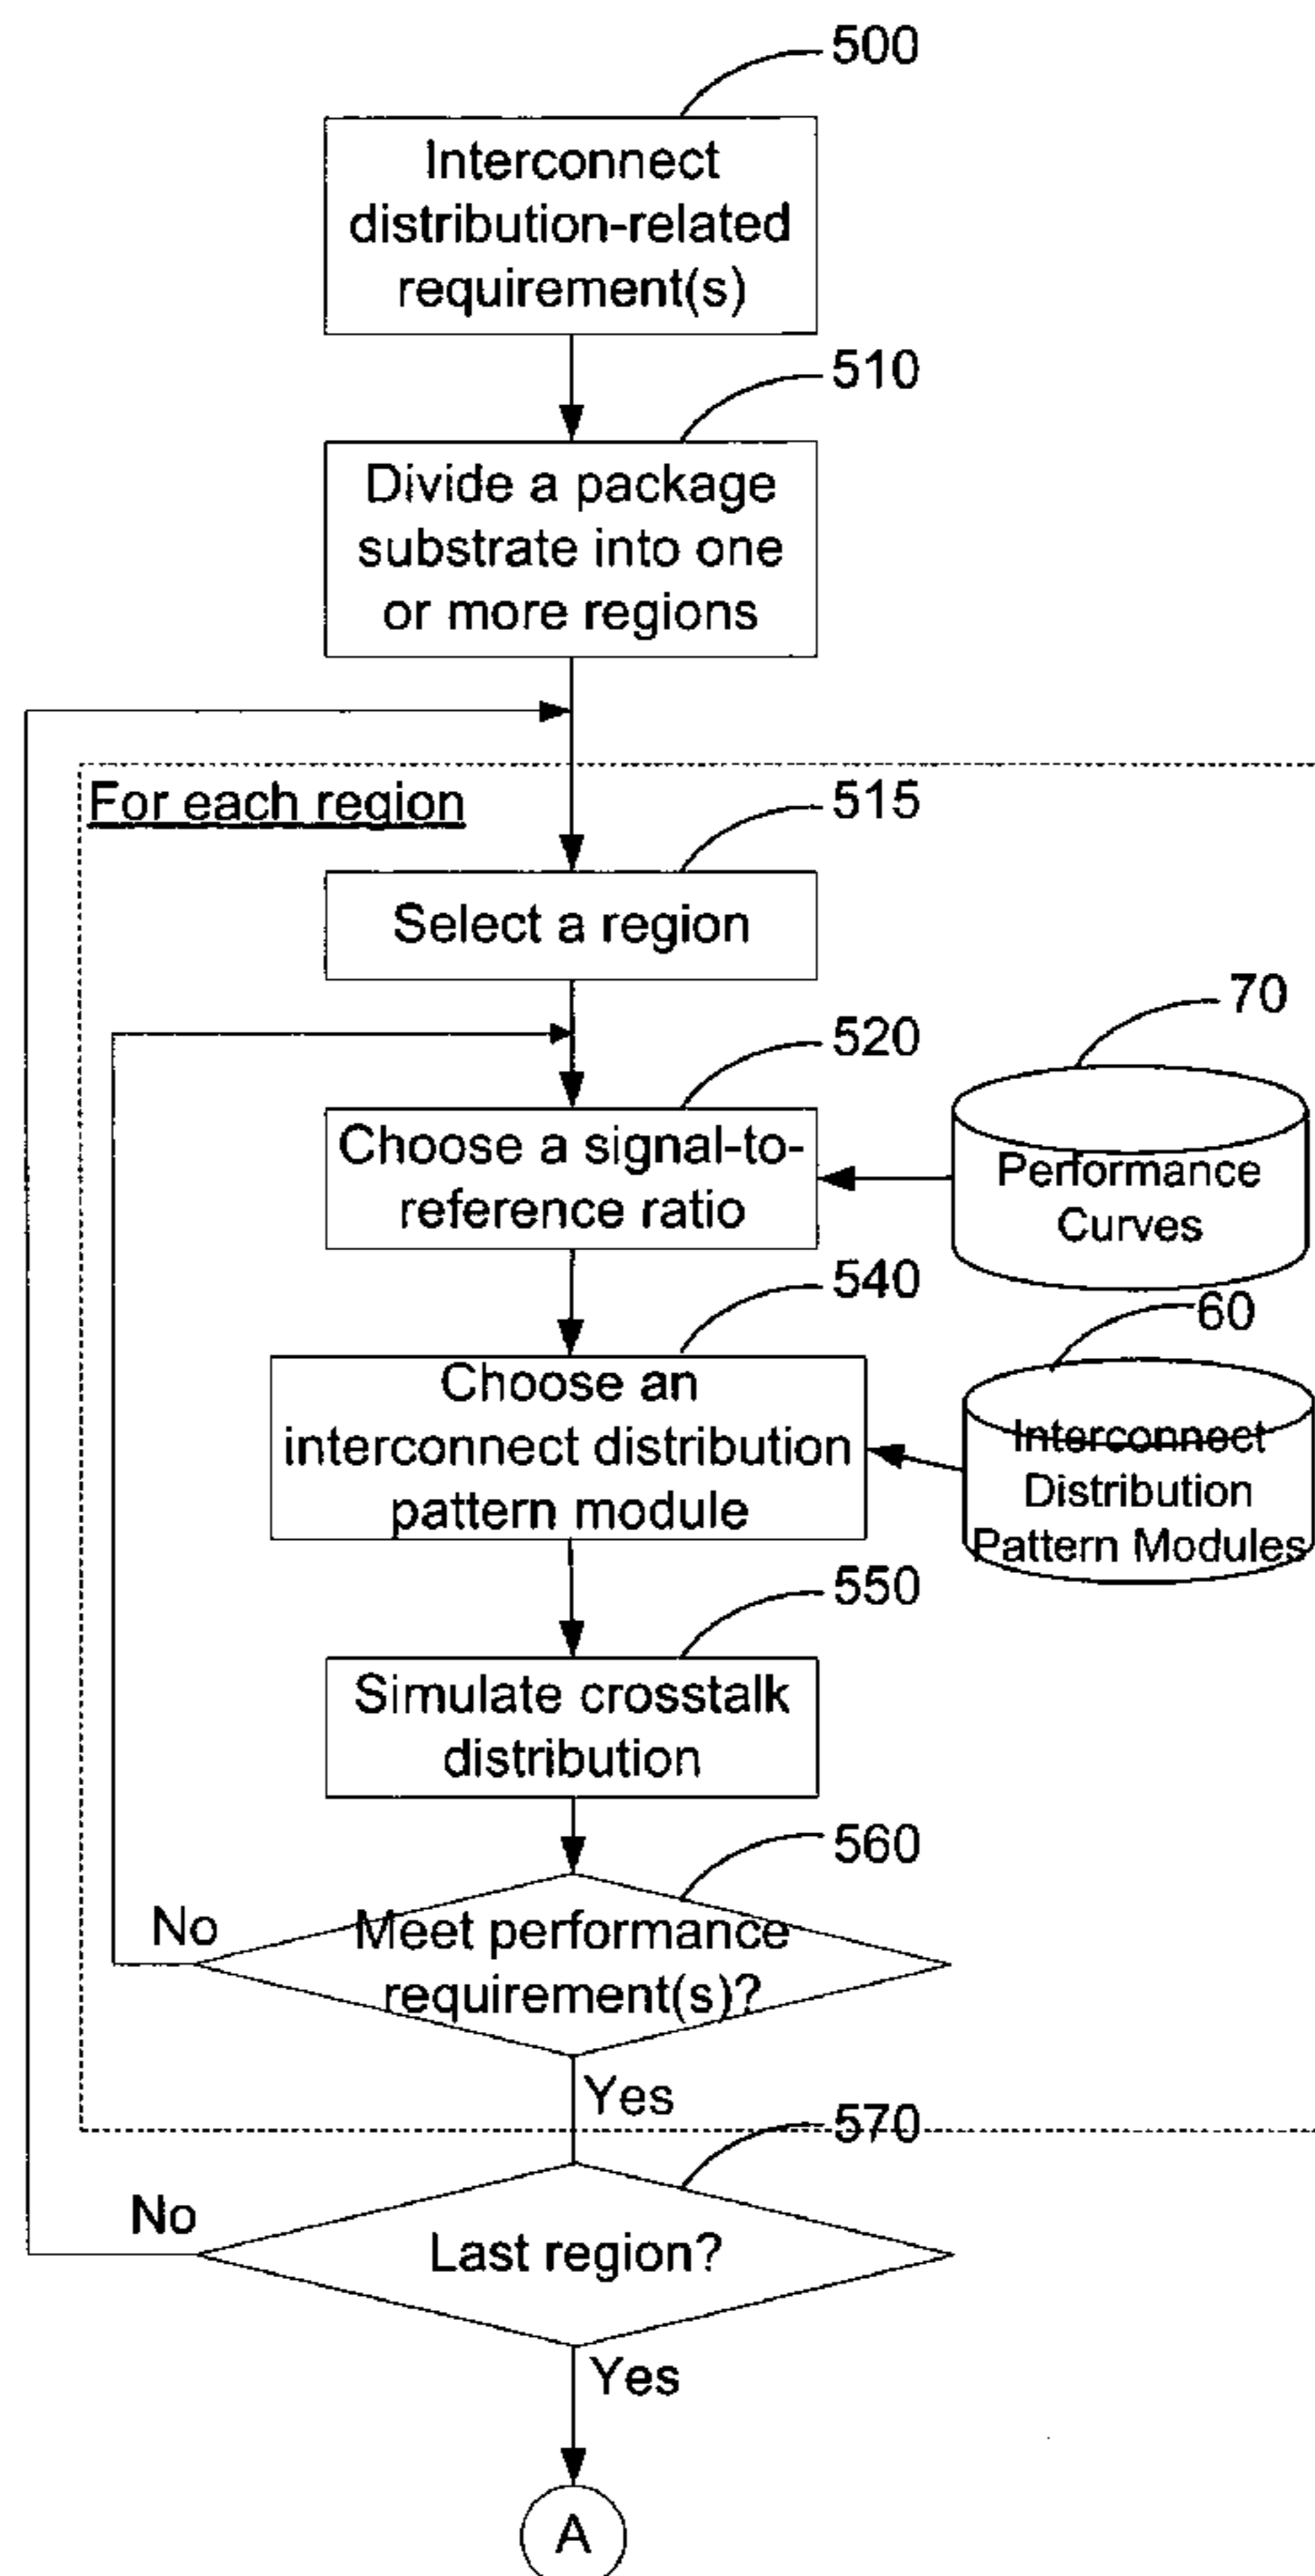 500
Interconnect
distribution-related
requirement(s)
510
Divide a package
substrate into one
or more regions
For each region
515
Select a region
70
520
Choose a signal-to-
reference ratio
Performance
Curves
540
60
Choose an
interconnect distribution
pattern module
Interconnect
Distribution
Pattern Modules
550
Simulate crosstalk
distribution
560
No
Meet performance
requirement(s)?
Yes
570
No
Last region?
Yes
A